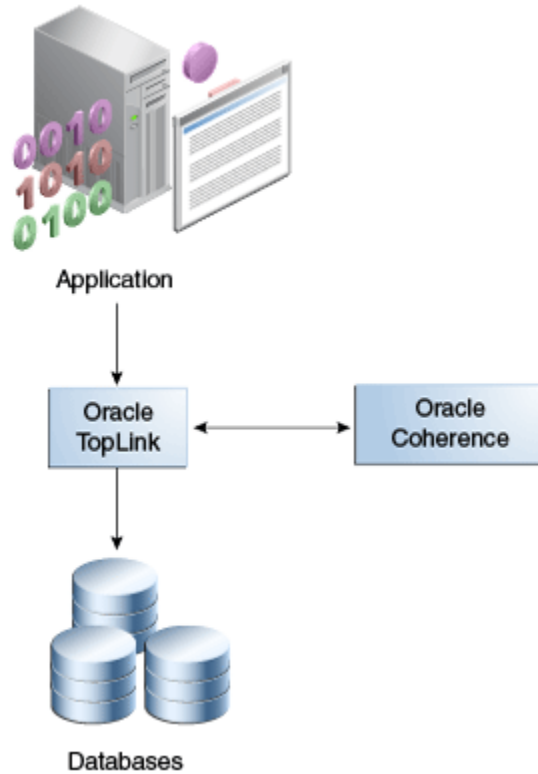 0010
1010
0100
Application
Oracle
TopLink
Oracle
Coherence
Databases